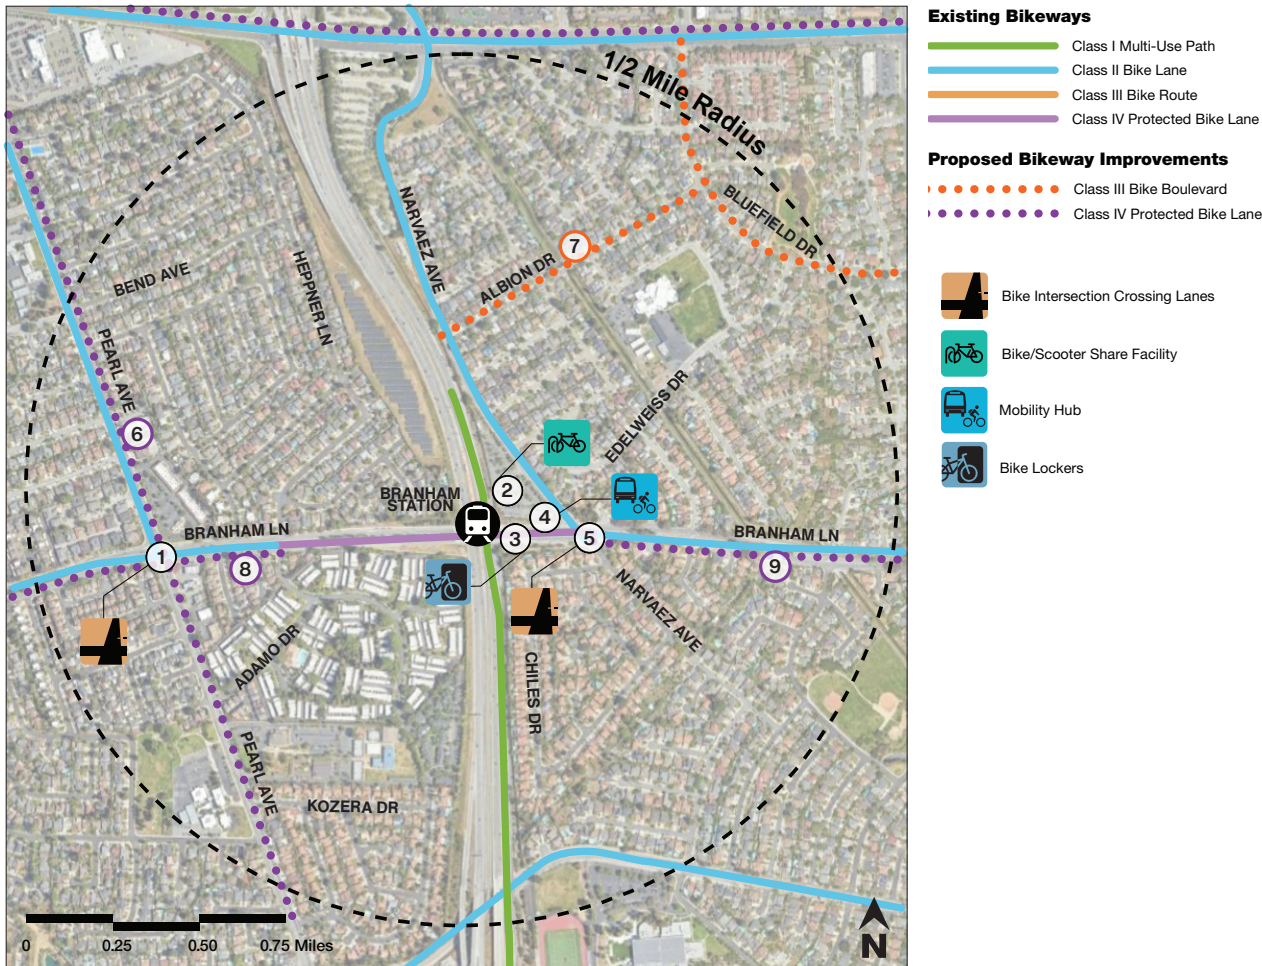 1/2 Mile Radius
NARVAEZ AVE
BLUEFIELD DR
7
ALBION DR
BEND AVE
HEPPNER LN
PEARL AVE
6
EDELWEISS DR
2
BRANHAM
STATION
4
BRANHAM LN
3
5
BRANHAM LN
1
8
9
NARVAEZ AVE
ADAMO DR
CHILES DR
PEARL AVE
KOZERA DR
0
0.25
0.50
0.75 Miles
N
Existing Bikeways
Class I Multi-Use Path
Class II Bike Lane
Class III Bike Route
Class IV Protected Bike Lane
Proposed Bikeway Improvements
Class III Bike Boulevard
Class IV Protected Bike Lane
Bike Intersection Crossing Lanes
Bike/Scooter Share Facility
Mobility Hub
Bike Lockers